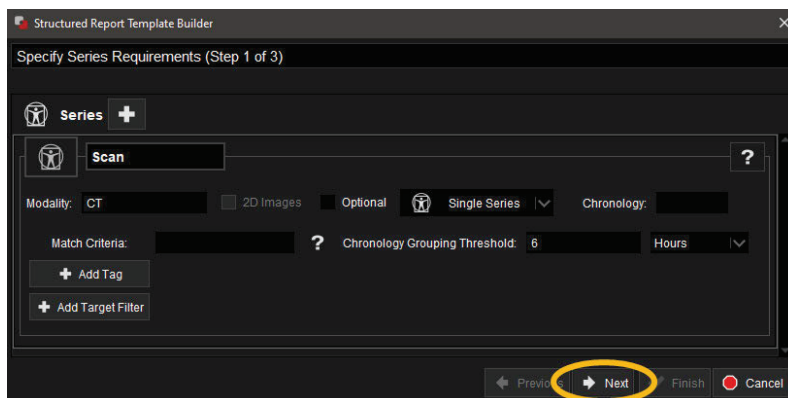 Structured Report Template Builder
Specify Series Requirements (Step 1 of 3)
Series
Scan
?
Modality: CT 2D Images Optional Single Series Chronology:
Match Criteria: ? Chronology Grouping Threshold: 6 Hours
Add Tag
Add Target Filter
Previous Next Finish Cancel